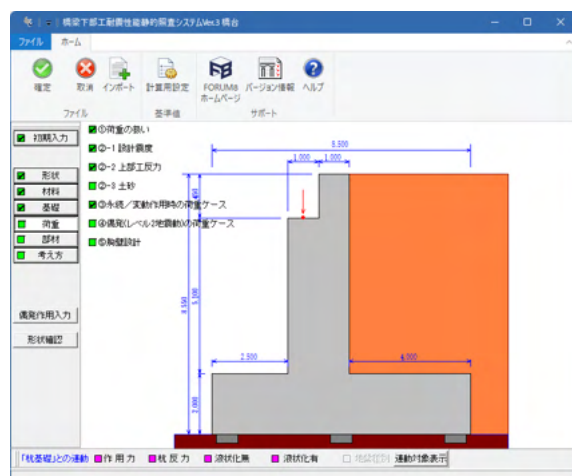 橋梁下部工耐震性能静的照査システムVer.3 橋台
ファイル ホーム
確定 取消 インポート 計算用設定 FORUM8 ホームページ バージョン情報 ヘルプ
ファイル 基準値 サポート
初期入力
形状
材料
基礎
荷重
部材
考え方
偶発作用入力
形状確認
①荷重の扱い
②-1 設計震度
②-2 上部工反力
②-3 土砂
③永続/変動作用時の荷重ケース
④偶発(レベル2地震動)の荷重ケース
⑤胸壁設計
8.500
1.000 1.000
8.550
5.100
2.500
4.000
2.000
「杭基礎」との連動 作用力 杭反力 液状化無 液状化有 連動対象表示